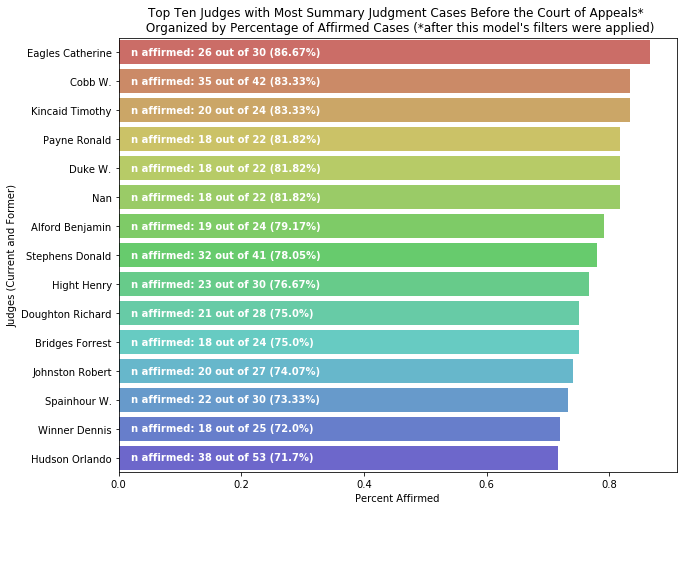 Top Ten Judges with Most Summary Judgment Cases Before the Court of Appeals*
Organized by Percentage of Affirmed Cases (*after this model's filters were applied)
Judges (Current and Former)
Eagles Catherine n affirmed: 26 out of 30 (86.67%)
Cobb W. n affirmed: 35 out of 42 (83.33%)
Kincaid Timothy n affirmed: 20 out of 24 (83.33%)
Payne Ronald n affirmed: 18 out of 22 (81.82%)
Duke W. n affirmed: 18 out of 22 (81.82%)
Nan n affirmed: 18 out of 22 (81.82%)
Alford Benjamin n affirmed: 19 out of 24 (79.17%)
Stephens Donald n affirmed: 32 out of 41 (78.05%)
Hight Henry n affirmed: 23 out of 30 (76.67%)
Doughton Richard n affirmed: 21 out of 28 (75.0%)
Bridges Forrest n affirmed: 18 out of 24 (75.0%)
Johnston Robert n affirmed: 20 out of 27 (74.07%)
Spainhour W. n affirmed: 22 out of 30 (73.33%)
Winner Dennis n affirmed: 18 out of 25 (72.0%)
Hudson Orlando n affirmed: 38 out of 53 (71.7%)
0.0 0.2 0.4 0.6 0.8
Percent Affirmed